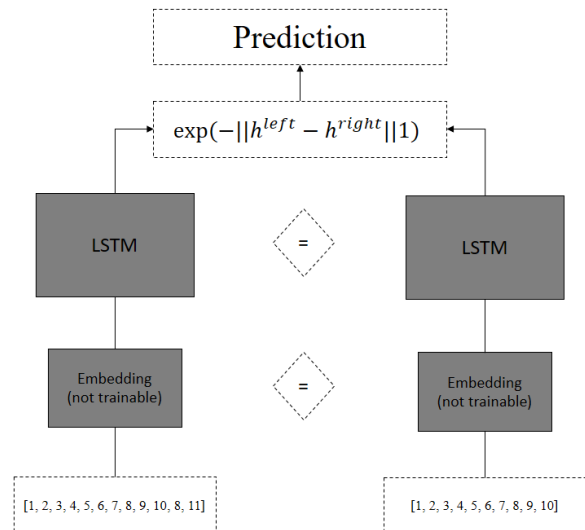 Prediction
exp(−||h^{left} − h^{right}||1)
LSTM
=
LSTM
Embedding
(not trainable)
=
Embedding
(not trainable)
[1, 2, 3, 4, 5, 6, 7, 8, 9, 10, 8, 11]
[1, 2, 3, 4, 5, 6, 7, 8, 9, 10]